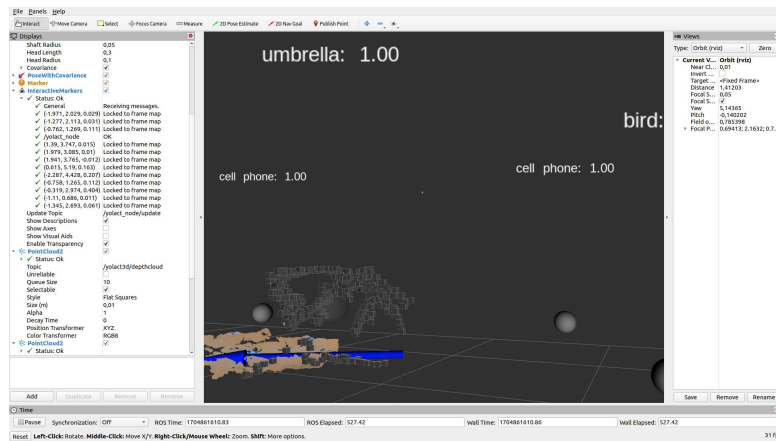 File Panels Help
Interact Move Camera Select Focus Camera Measure 2D Pose Estimate 2D Nav Goal Publish Point
Displays
Shaft Radius 0,05
Head Length 0,3
Head Radius 0,1
Covariance
PoseWithCovariance
Marker
InteractiveMarkers
Status: Ok
General Receiving messages.
(-1.971, 2.029, 0.029) Locked to frame map
(-1.277, 2.113, 0.031) Locked to frame map
(-0.762, 1.269, 0.111) Locked to frame map
/yolact_node OK
(1.39, 3.747, 0.015) Locked to frame map
(1.979, 3.085, 0.01) Locked to frame map
(1.941, 3.765, -0.012) Locked to frame map
(0.615, 5.19, 0.163) Locked to frame map
(-2.287, 4.428, 0.207) Locked to frame map
(-0.758, 1.265, 0.112) Locked to frame map
(-0.319, 2.974, 0.404) Locked to frame map
(-1.11, 0.686, 0.011) Locked to frame map
(-1.345, 2.693, 0.061) Locked to frame map
Update Topic /yolact_node/update
Show Descriptions
Show Axes
Show Visual Aids
Enable Transparency
PointCloud2
Status: Ok
Topic /yolact3d/depthcloud
Unreliable
Queue Size 10
Selectable
Style Flat Squares
Size (m) 0,01
Alpha 1
Decay Time 0
Position Transformer XYZ
Color Transformer RGB8
PointCloud2
Status: Ok
Add Duplicate Remove Rename
umbrella: 1.00
bird:
cell phone: 1.00
cell phone: 1.00
Views
Type: Orbit (rviz) Zero
Current V... Orbit (rviz)
Near Cl... 0,01
Invert ...
Target ... <Fixed Frame>
Distance 1,41203
Focal S... 0,05
Focal S...
Yaw 5,14365
Pitch -0,140202
Field o... 0,785398
Focal P... 0,69413; 2,1632; 0,7...
Save Remove Rename
Time
Pause Synchronization: Off ROS Time: 1704861610.83 ROS Elapsed: 527.42 Wall Time: 1704861610.86 Wall Elapsed: 527.42
Reset Left-Click: Rotate. Middle-Click: Move X/Y. Right-Click/Mouse Wheel: Zoom. Shift: More options. 31 f